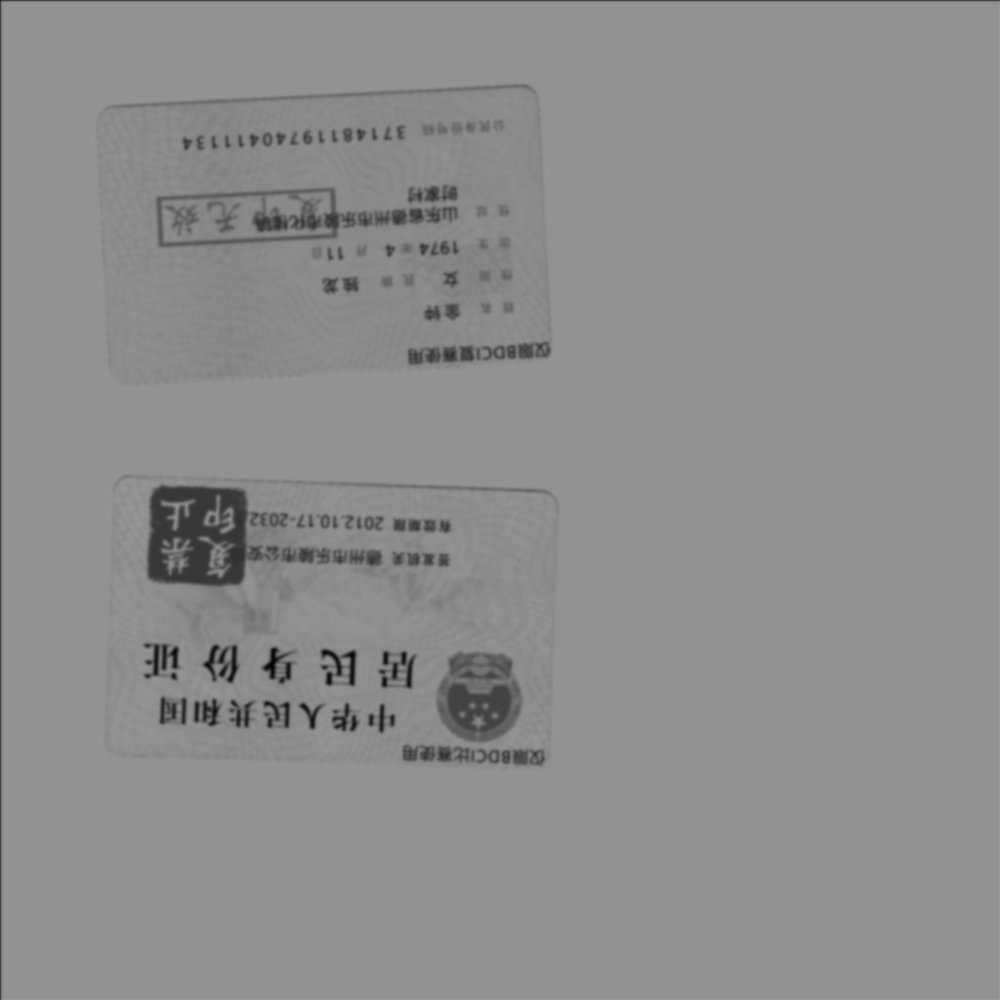 仅限BDCI比赛使用
中华人民共和国
居民身份证
签发机关 德州市乐陵市公安
有效期限 2012.10.17-2032
禁止
复印
仅限BDCI复赛使用
姓名 金钟
性别 女 民族 独龙
出生 1974 年 4 月 11 日
住址 山东省德州市乐陵市化楼镇
时家村
复印无效
公民身份号码 371481197404111134